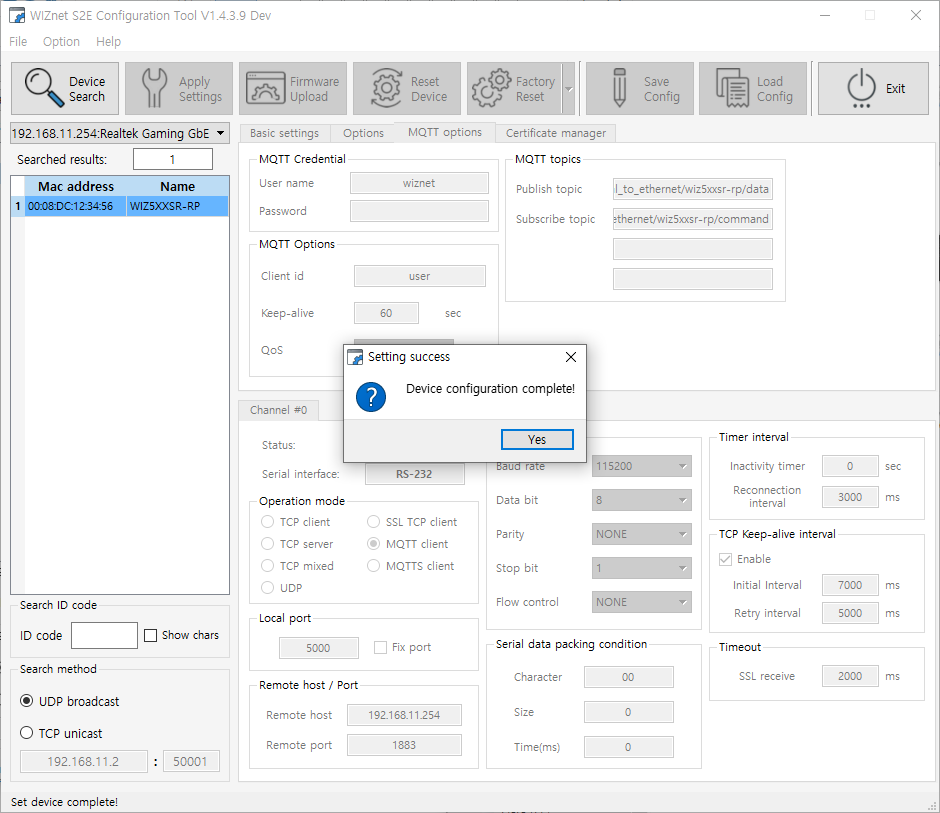 WIZnet S2E Configuration Tool V1.4.3.9 Dev
File Option Help
Device Search
Apply Settings
Firmware Upload
Reset Device
Factory Reset
Save Config
Load Config
Exit
192.168.11.254:Realtek Gaming GbE
Searched results: 1
Mac address Name
1 00:08:DC:12:34:56 WIZ5XXSR-RP
Search ID code
ID code
Show chars
Search method
UDP broadcast
TCP unicast
192.168.11.2 : 50001
Basic settings Options MQTT options Certificate manager
MQTT Credential
User name wiznet
Password
MQTT Options
Client id user
Keep-alive 60 sec
QoS
MQTT topics
Publish topic l_to_ethernet/wiz5xxsr-rp/data
Subscribe topic ethernet/wiz5xxsr-rp/command
Setting success
Device configuration complete!
Yes
Channel #0
Status:
Serial interface: RS-232
Operation mode
TCP client SSL TCP client
TCP server MQTT client
TCP mixed MQTTS client
UDP
Local port
5000 Fix port
Remote host / Port
Remote host 192.168.11.254
Remote port 1883
Baud rate 115200
Data bit 8
Parity NONE
Stop bit 1
Flow control NONE
Serial data packing condition
Character 00
Size 0
Time(ms) 0
Timer interval
Inactivity timer 0 sec
Reconnection interval 3000 ms
TCP Keep-alive interval
Enable
Initial Interval 7000 ms
Retry interval 5000 ms
Timeout
SSL receive 2000 ms
Set device complete!